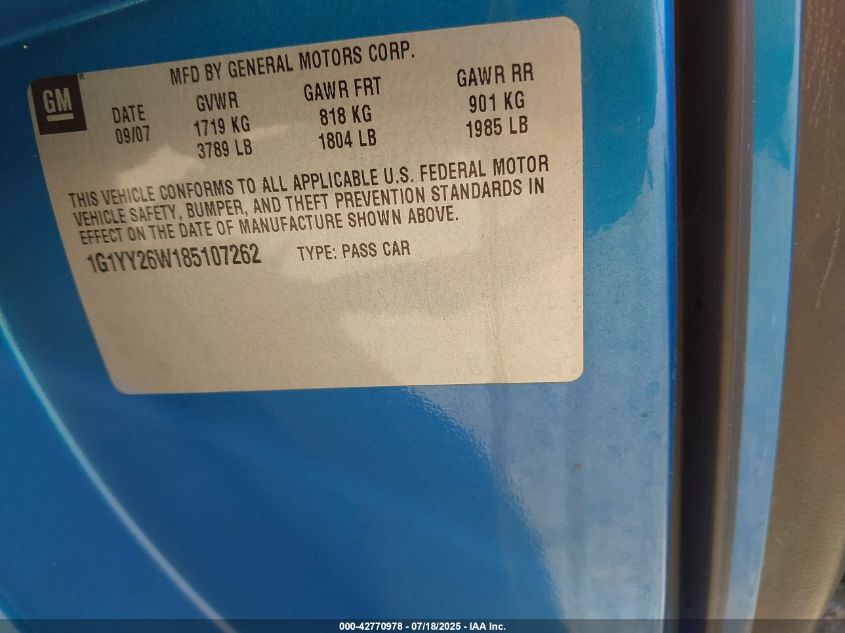 MFD BY GENERAL MOTORS CORP.
GM
DATE GVWR GAWR FRT GAWR RR
09/07 1719 KG 818 KG 901 KG
3789 LB 1804 LB 1985 LB
THIS VEHICLE CONFORMS TO ALL APPLICABLE U.S. FEDERAL MOTOR
VEHICLE SAFETY, BUMPER, AND THEFT PREVENTION STANDARDS IN
EFFECT ON THE DATE OF MANUFACTURE SHOWN ABOVE.
1G1YY26W185107262 TYPE: PASS CAR
000-42770978 - 07/18/2025 - IAA Inc.